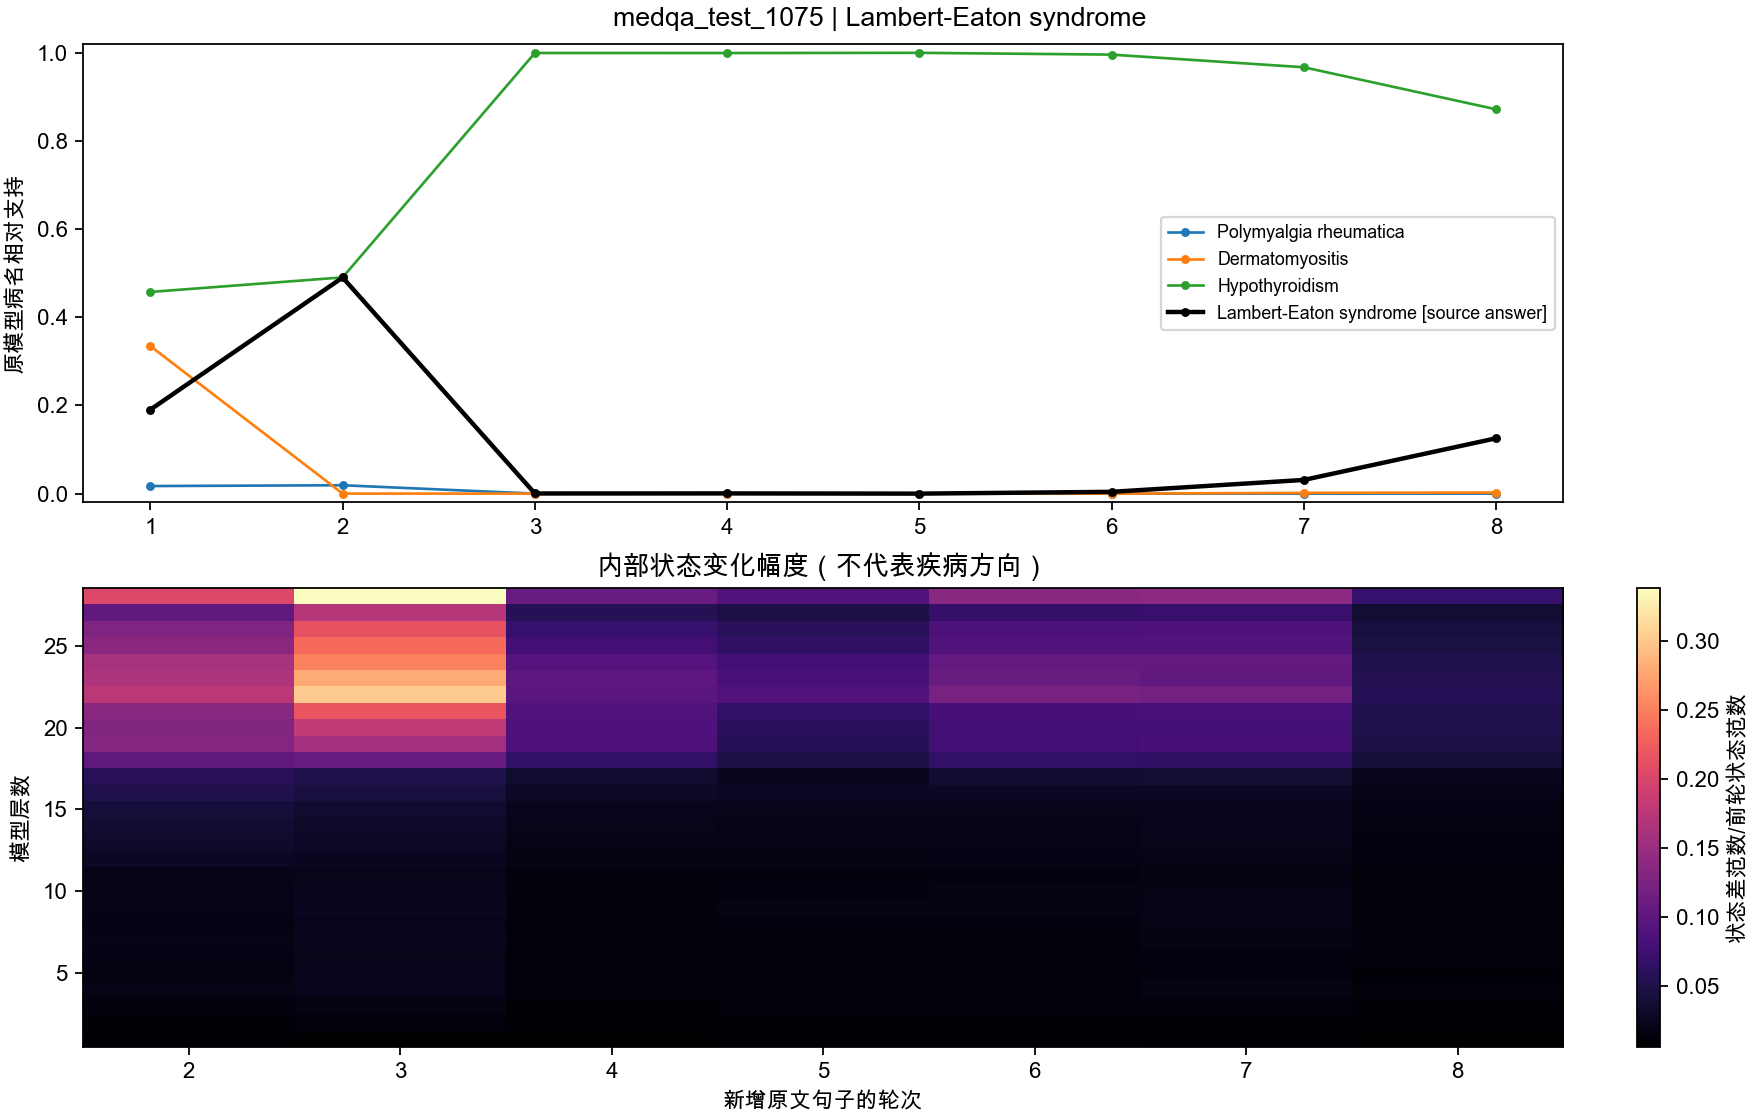 medqa_test_1075 | Lambert-Eaton syndrome
原模型病名相对支持
1.0
0.8
0.6
0.4
0.2
0.0
Polymyalgia rheumatica
Dermatomyositis
Hypothyroidism
Lambert-Eaton syndrome [source answer]
1 2 3 4 5 6 7 8
内部状态变化幅度（不代表疾病方向）
模型层数
25
20
15
10
5
2 3 4 5 6 7 8
新增原文句子的轮次
0.30
0.25
0.20
0.15
0.10
0.05
状态差范数/前轮状态范数